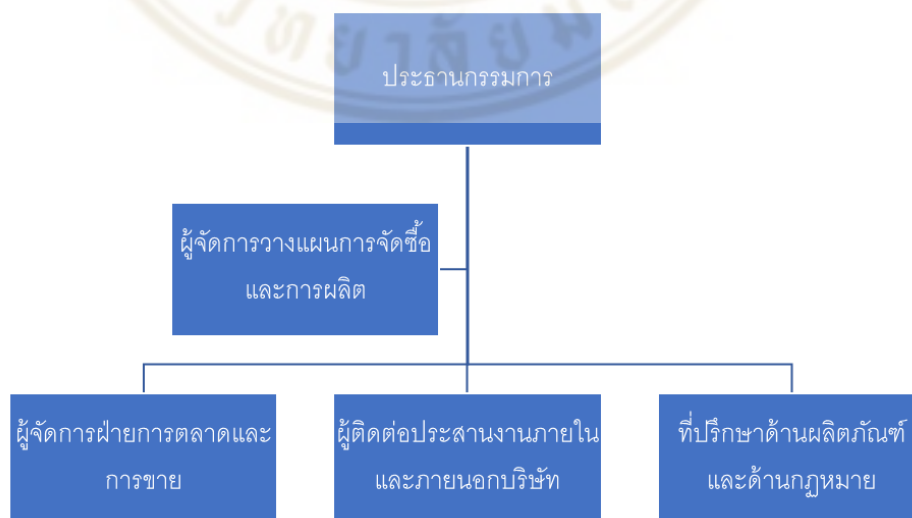 ประธานกรรมการ
ผู้จัดการวางแผนการจัดซื้อ
และการผลิต
ผู้จัดการฝ่ายการตลาดและ
การขาย
ผู้ติดต่อประสานงานภายใน
และภายนอกบริษัท
ที่ปรึกษาด้านผลิตภัณฑ์
และด้านกฎหมาย